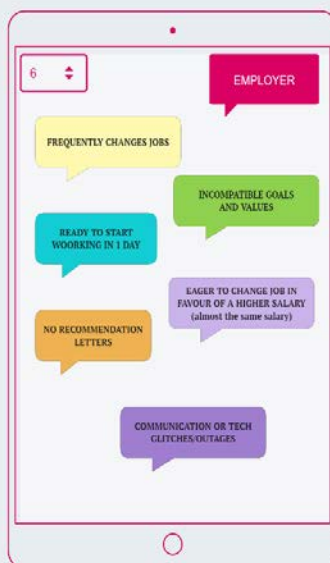 6
EMPLOYER
FREQUENTLY CHANGES JOBS
INCOMPATIBLE GOALS
AND VALUES
READY TO START
WOORKING IN 1 DAY
EAGER TO CHANGE JOB IN
FAVOUR OF A HIGHER SALARY
(almost the same salary)
NO RECOMMENDATION
LETTERS
COMMUNICATION OR TECH
GLITCHES/OUTAGES